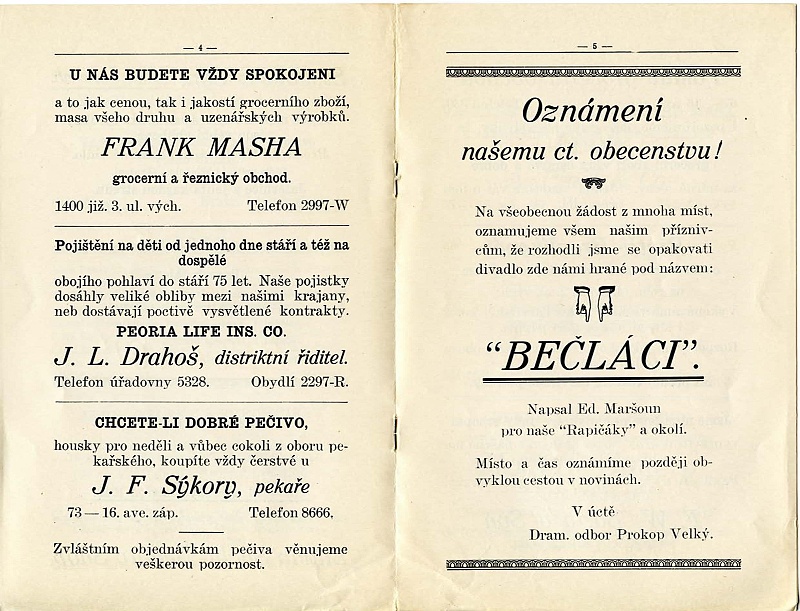 — 4 —
U NÁS BUDETE VŽDY SPOKOJENI
a to jak cenou, tak i jakostí grocerního zboží,
masa všeho druhu a uzenářských výrobků.
FRANK MASHA
grocerní a řeznický obchod.
1400 již. 3. ul. vých. Telefon 2997-W
Pojištění na děti od jednoho dne stáří a též na
dospělé
obojího pohlaví do stáří 75 let. Naše pojistky
dosáhly veliké obliby mezi našimi krajany,
neb dostávají poctivě vysvětlené kontrakty.
PEORIA LIFE INS. CO.
J. L. Drahoš, distriktní řiditel.
Telefon úřadovny 5328. Obydlí 2297-R.
CHCETE-LI DOBRÉ PEČIVO,
housky pro neděli a vůbec cokoli z oboru pe-
kařského, koupíte vždy čerstvé u
J. F. Sýkory, pekaře
73 — 16. ave. záp. Telefon 8666.
Zvláštním objednávkám pečiva věnujeme
veškerou pozornost.
— 5 —
Oznámení
našemu ct. obecenstvu!
Na všeobecnou žádost z mnoha míst,
oznamujeme všem našim přízniv-
cům, že rozhodli jsme se opakovati
divadlo zde námi hrané pod názvem:
"BEČLÁCI".
Napsal Ed. Maršoun
pro naše "Rapičáky" a okolí.
Místo a čas oznámíme později ob-
vyklou cestou v novinách.
V úctě
Dram. odbor Prokop Velký.